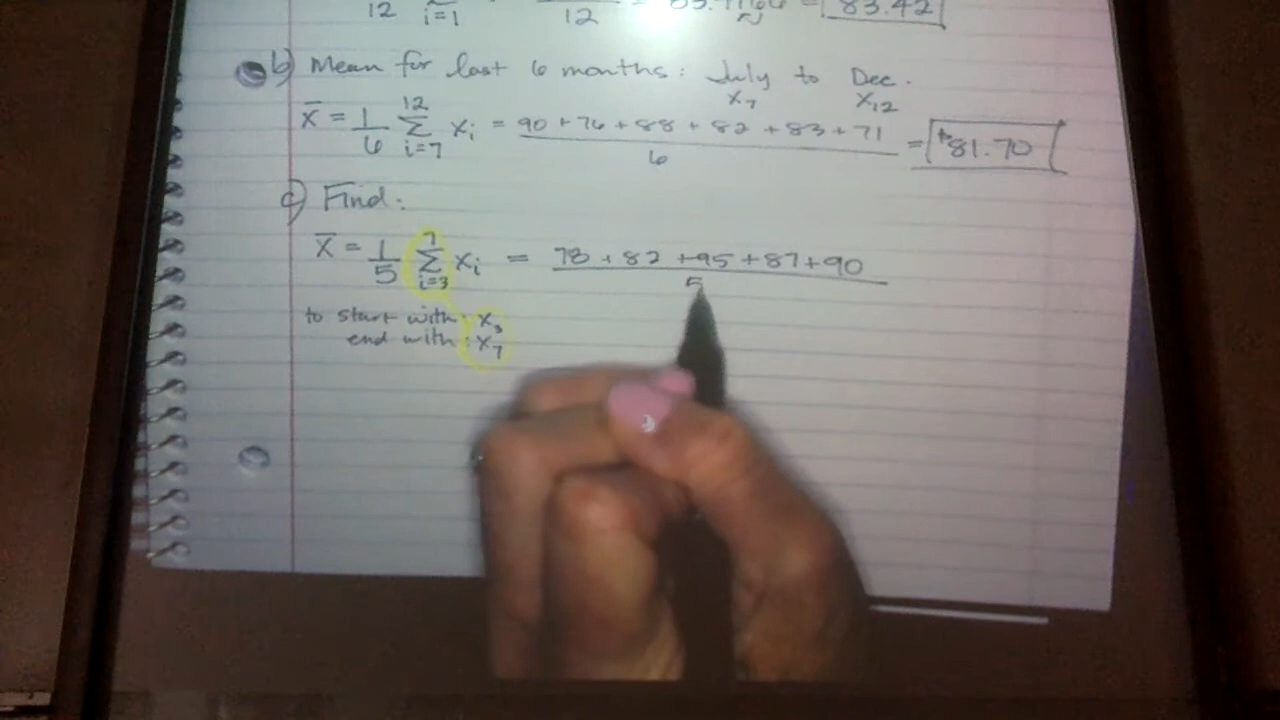 12 i=1 12 = 83.4166 = 83.42
b) Mean for last 6 months: July to Dec.
x₇ x₁₂
x̄ = 1/6 12 Σ i=7 xᵢ = 90 + 76 + 88 + 82 + 83 + 71 / 6 = 81.70
c) Find:
x̄ = 1/5 7 Σ i=3 xᵢ = 78 + 82 + 95 + 87 + 90 / 5
to start with: x₃
end with: x₇